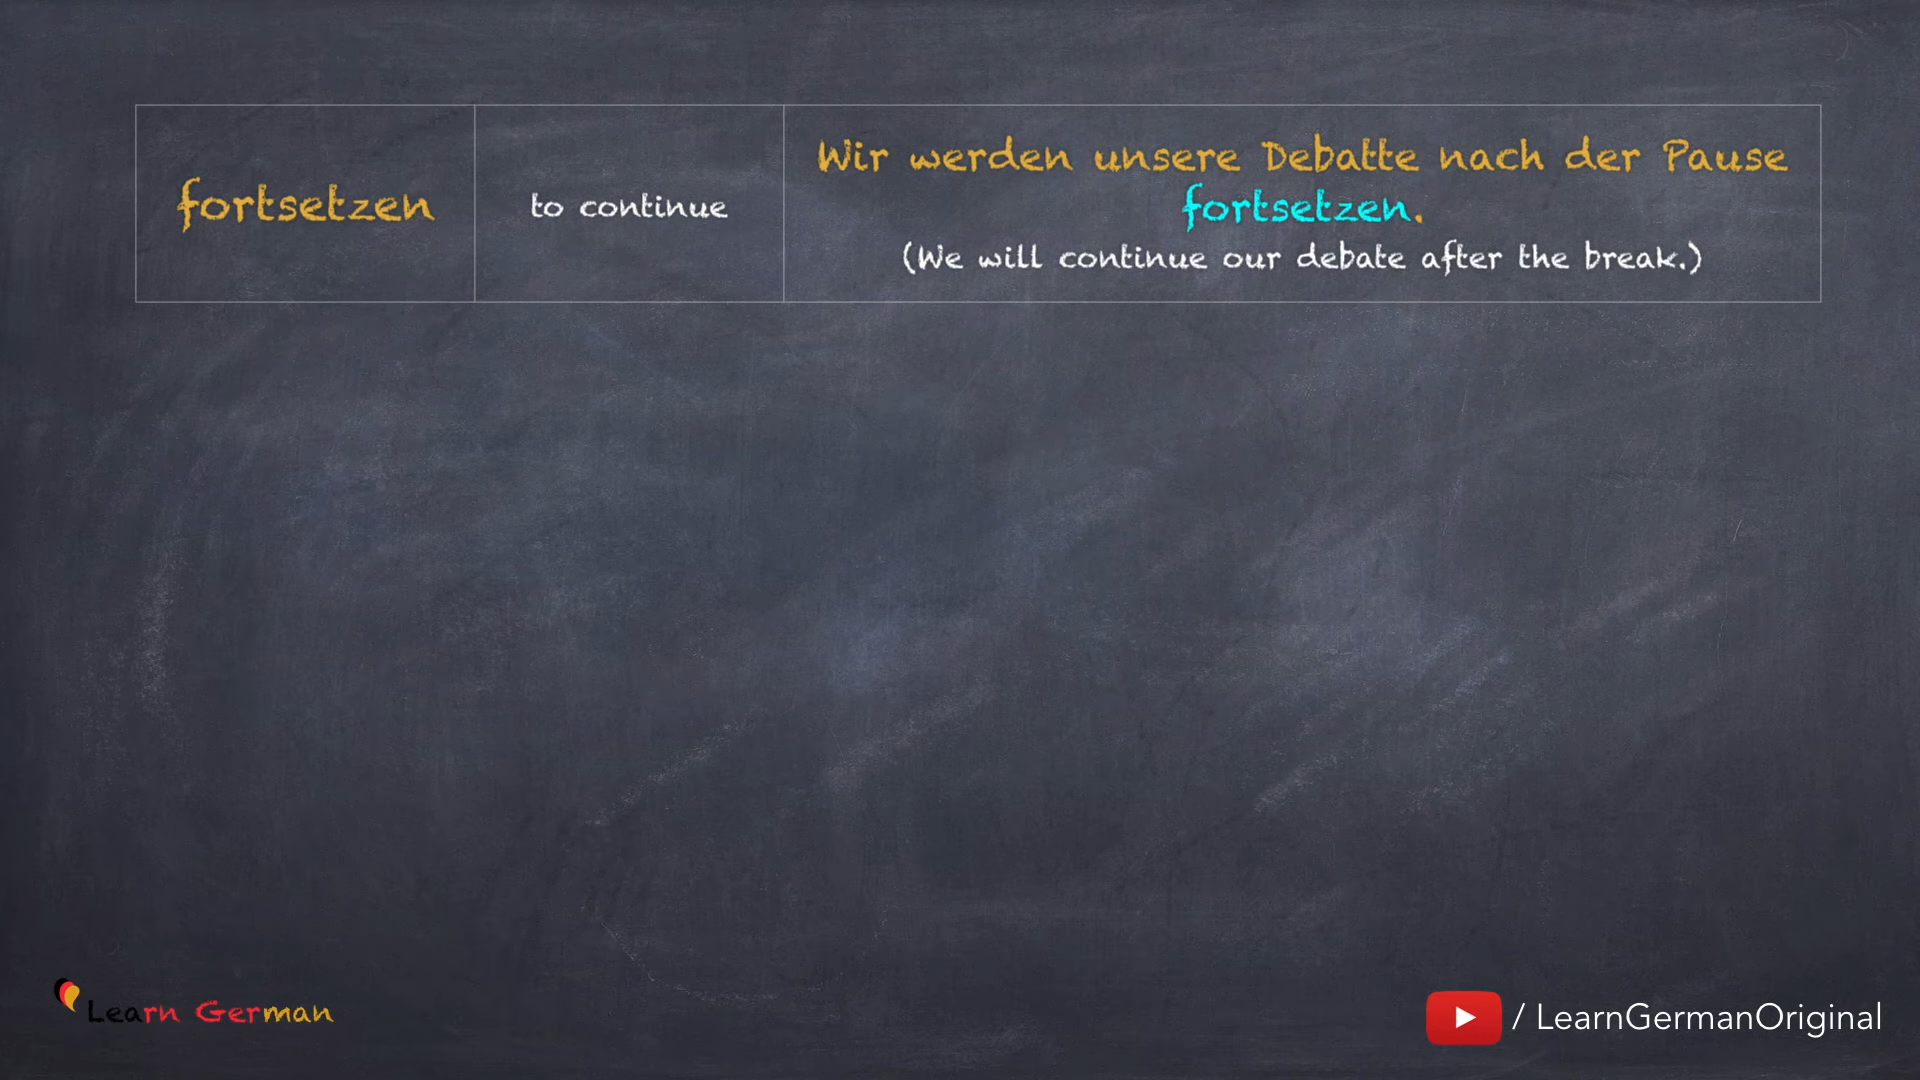 fortsetzen
to continue
Wir werden unsere Debatte nach der Pause
fortsetzen.
(We will continue our debate after the break.)
Learn German
/ LearnGermanOriginal